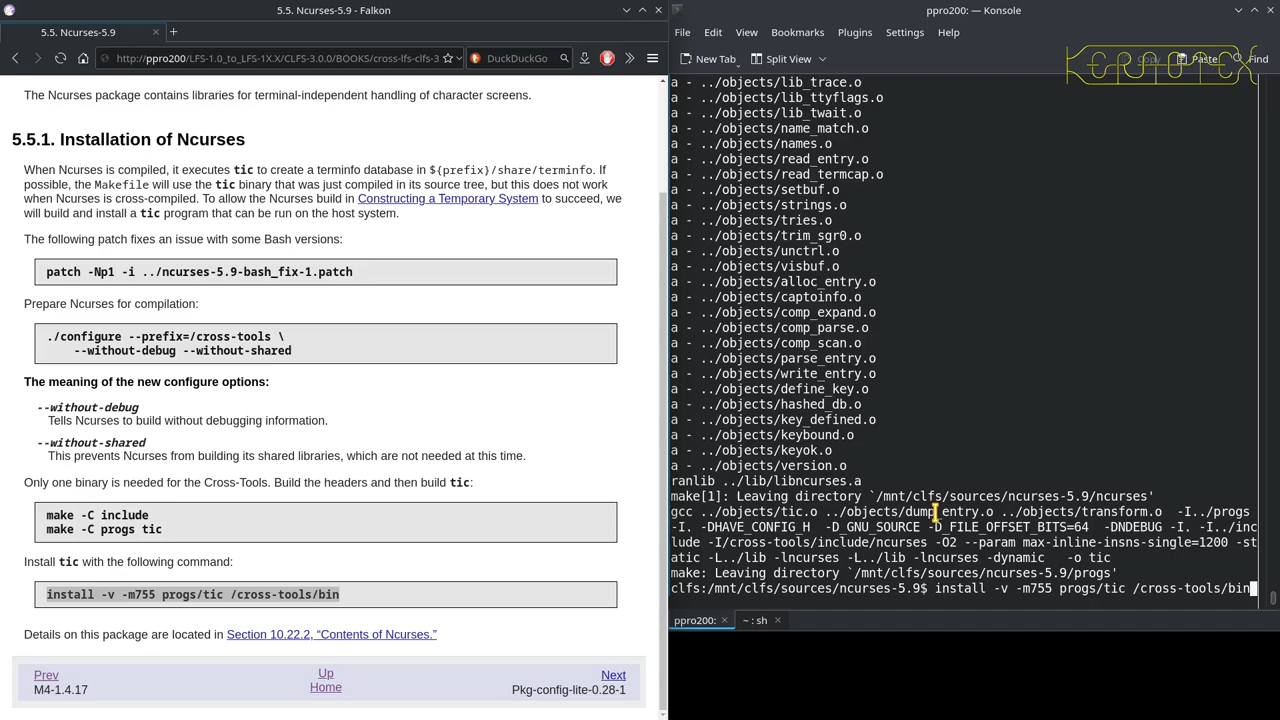 5.5. Ncurses-5.9 - Falkon
5.5. Ncurses-5.9
http://ppro200/LFS-1.0_to_LFS-1X.X/CLFS-3.0.0/BOOKS/cross-lfs-clfs-3
DuckDuckGo
The Ncurses package contains libraries for terminal-independent handling of character screens.
5.5.1. Installation of Ncurses
When Ncurses is compiled, it executes tic to create a terminfo database in ${prefix}/share/terminfo. If
possible, the Makefile will use the tic binary that was just compiled in its source tree, but this does not work
when Ncurses is cross-compiled. To allow the Ncurses build in Constructing a Temporary System to succeed, we
will build and install a tic program that can be run on the host system.
The following patch fixes an issue with some Bash versions:
patch -Np1 -i ../ncurses-5.9-bash_fix-1.patch
Prepare Ncurses for compilation:
./configure --prefix=/cross-tools \
--without-debug --without-shared
The meaning of the new configure options:
--without-debug
Tells Ncurses to build without debugging information.
--without-shared
This prevents Ncurses from building its shared libraries, which are not needed at this time.
Only one binary is needed for the Cross-Tools. Build the headers and then build tic:
make -C include
make -C progs tic
Install tic with the following command:
install -v -m755 progs/tic /cross-tools/bin
Details on this package are located in Section 10.22.2, “Contents of Ncurses.”
Prev
M4-1.4.17
Up
Home
Next
Pkg-config-lite-0.28-1
ppro200: — Konsole
File Edit View Bookmarks Plugins Settings Help
New Tab Split View Copy Paste Find
a - ../objects/lib_trace.o
a - ../objects/lib_ttyflags.o
a - ../objects/lib_twait.o
a - ../objects/name_match.o
a - ../objects/names.o
a - ../objects/read_entry.o
a - ../objects/read_termcap.o
a - ../objects/setbuf.o
a - ../objects/strings.o
a - ../objects/tries.o
a - ../objects/trim_sgr0.o
a - ../objects/unctrl.o
a - ../objects/visbuf.o
a - ../objects/alloc_entry.o
a - ../objects/captoinfo.o
a - ../objects/comp_expand.o
a - ../objects/comp_parse.o
a - ../objects/comp_scan.o
a - ../objects/parse_entry.o
a - ../objects/write_entry.o
a - ../objects/define_key.o
a - ../objects/hashed_db.o
a - ../objects/key_defined.o
a - ../objects/keybound.o
a - ../objects/keyok.o
a - ../objects/version.o
ranlib ../lib/libncurses.a
make[1]: Leaving directory `/mnt/clfs/sources/ncurses-5.9/ncurses'
gcc ../objects/tic.o ../objects/dump_entry.o ../objects/transform.o -I../progs
-I. -DHAVE_CONFIG_H -D_GNU_SOURCE -D_FILE_OFFSET_BITS=64 -DNDEBUG -I. -I../inc
lude -I/cross-tools/include/ncurses -O2 --param max-inline-insns-single=1200 -st
atic -L../lib -lncurses -L../lib -lncurses -dynamic -o tic
make: Leaving directory `/mnt/clfs/sources/ncurses-5.9/progs'
clfs:/mnt/clfs/sources/ncurses-5.9$ install -v -m755 progs/tic /cross-tools/bin
ppro200: ~ : sh